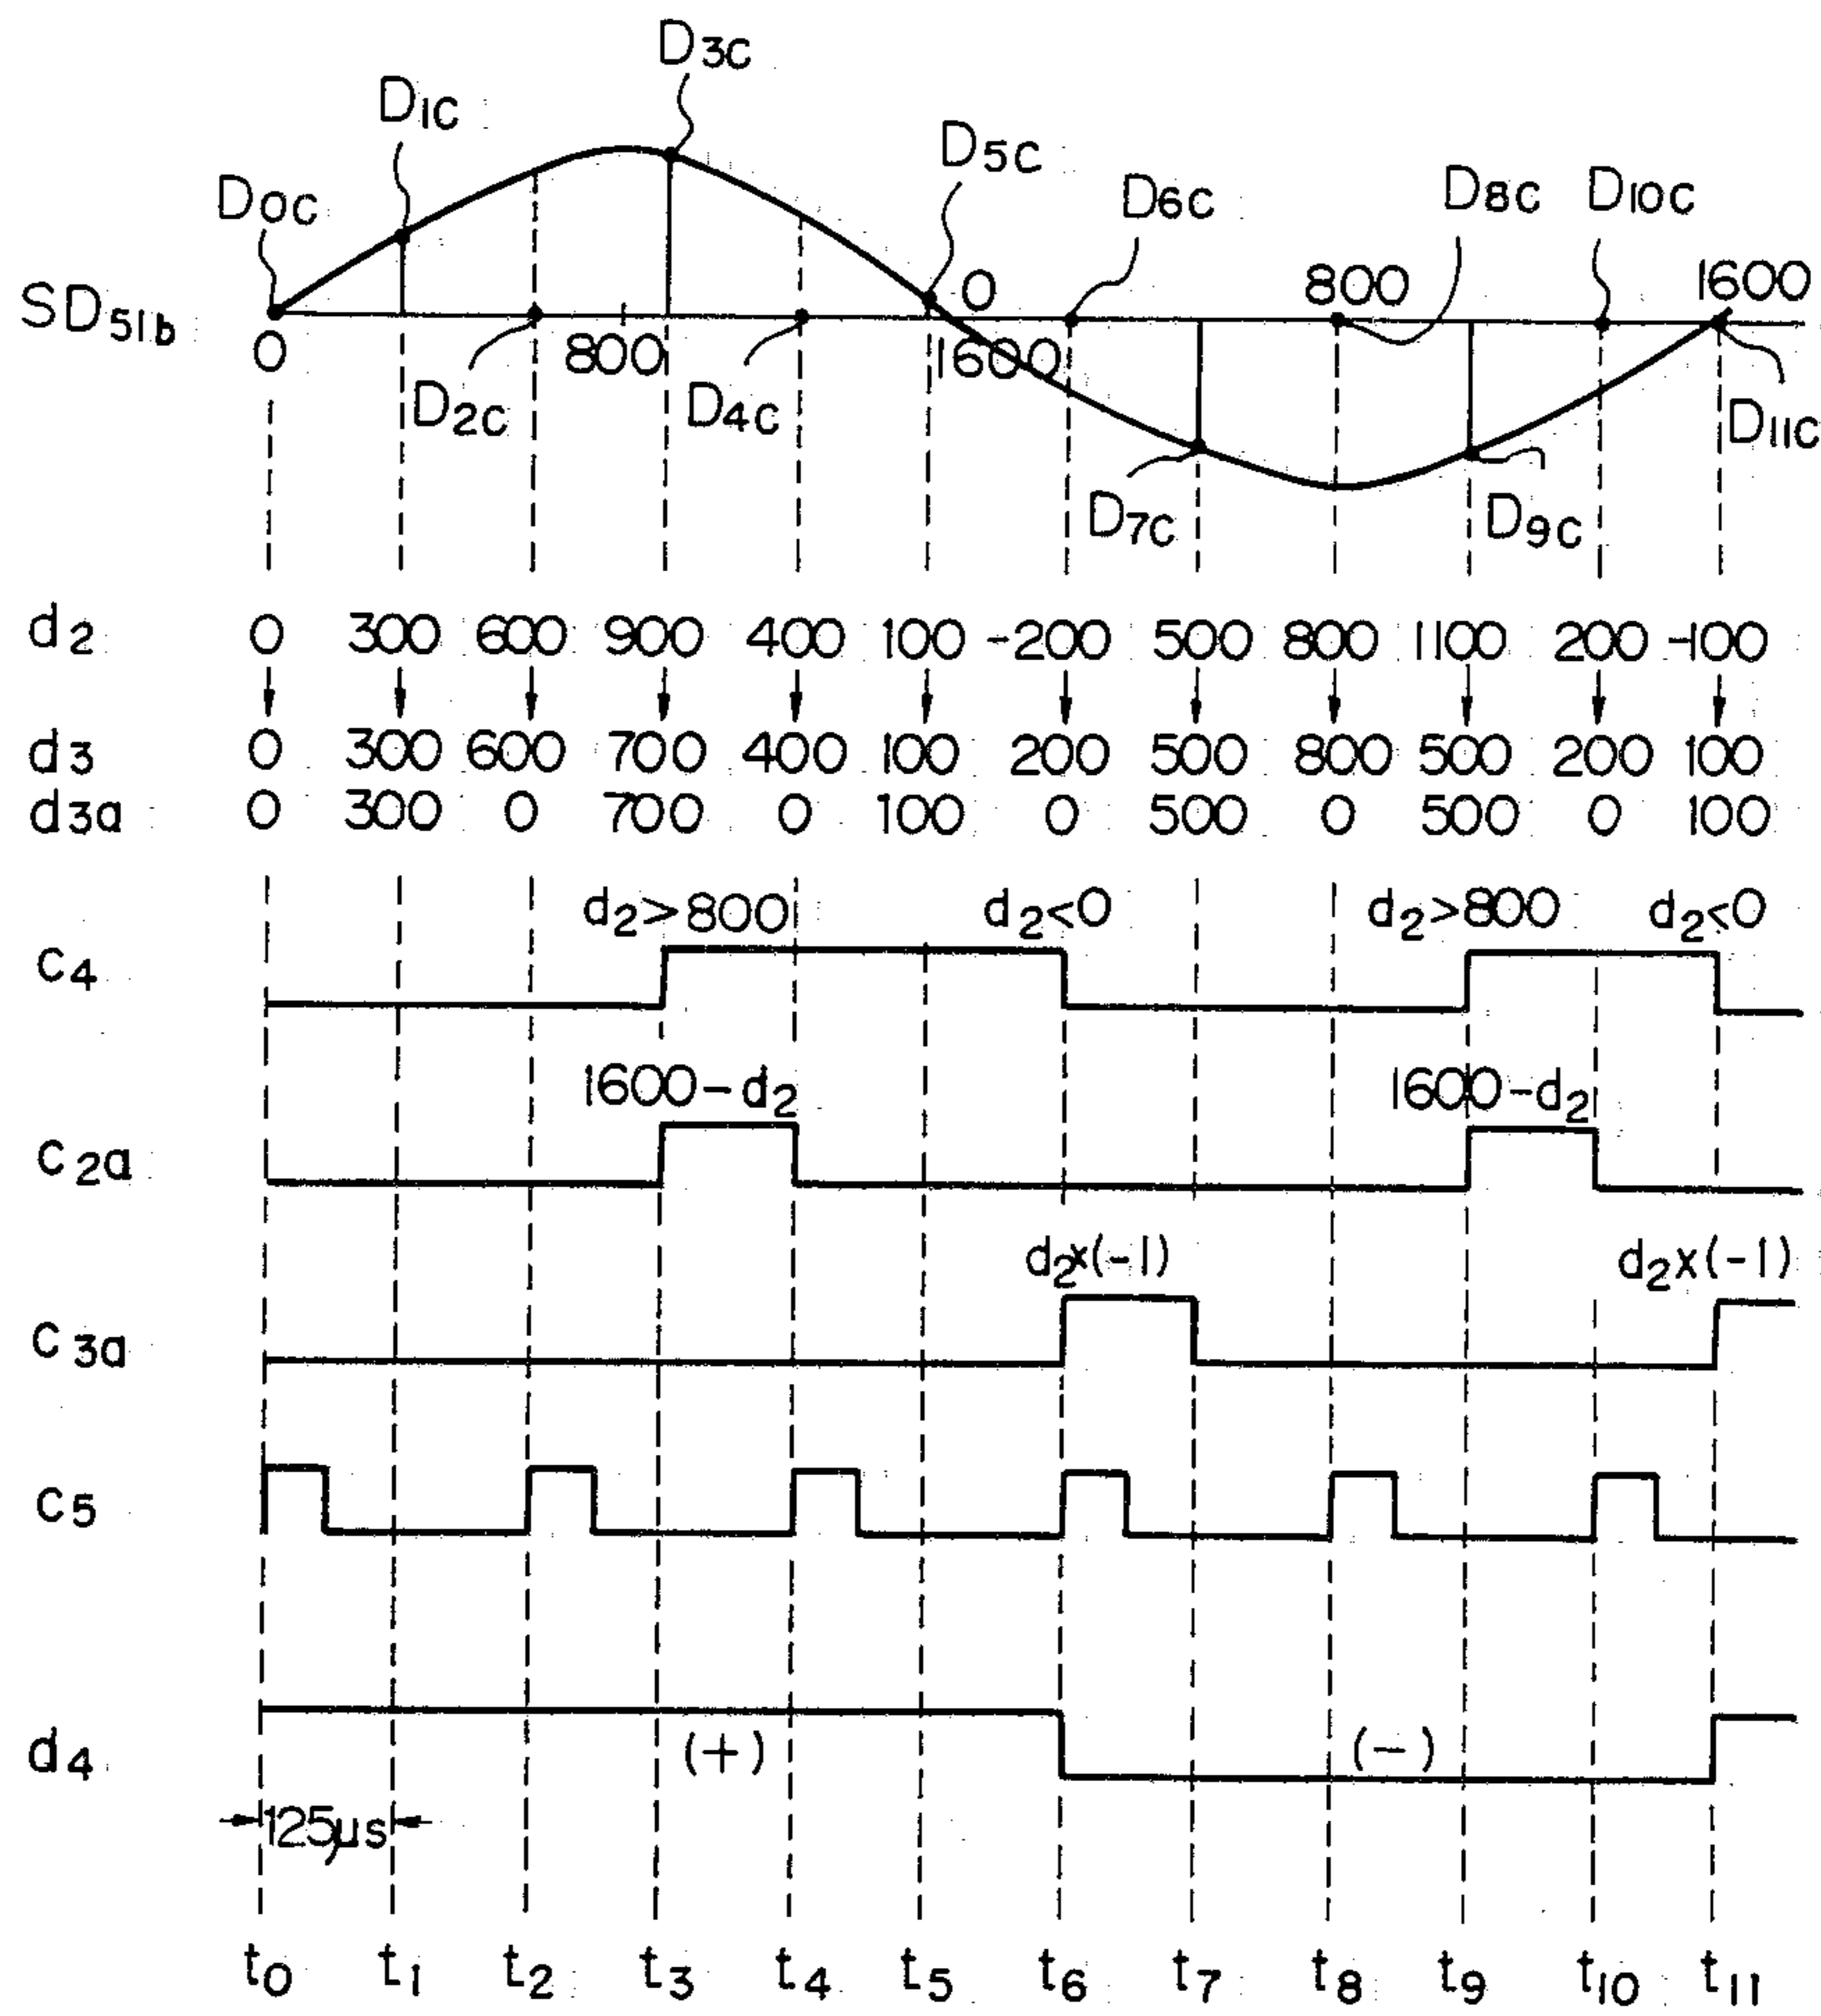 D3c
D1c
D5c
D0c D6c D8c D10c
SD51b 0 800 0 1600 800 1600
D2c D4c D11c
D7c D9c
d2 0 300 600 900 400 100 -200 500 800 1100 200 -100
d3 0 300 600 700 400 100 200 500 800 500 200 100
d3a 0 300 0 700 0 100 0 500 0 500 0 100
d2>800 d2<0 d2>800 d2<0
c4
1600-d2 1600-d2
c2a
d2x(-1) d2x(-1)
c3a
c5
d4 (+) (-)
125μs
t0 t1 t2 t3 t4 t5 t6 t7 t8 t9 t10 t11